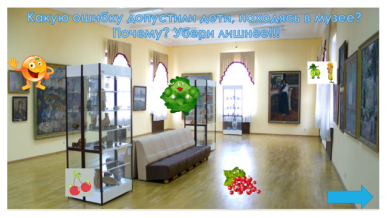 Какую ошибку допустили дети, находясь в музее?
Почему? Убери лишнее!!!